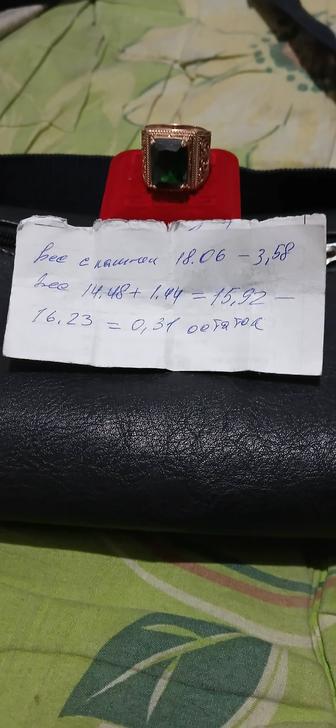 вес с камнем 18.06 – 3,58
вес 14.48 + 1.44 = 15,92 –
16.23 = 0,31 остаток